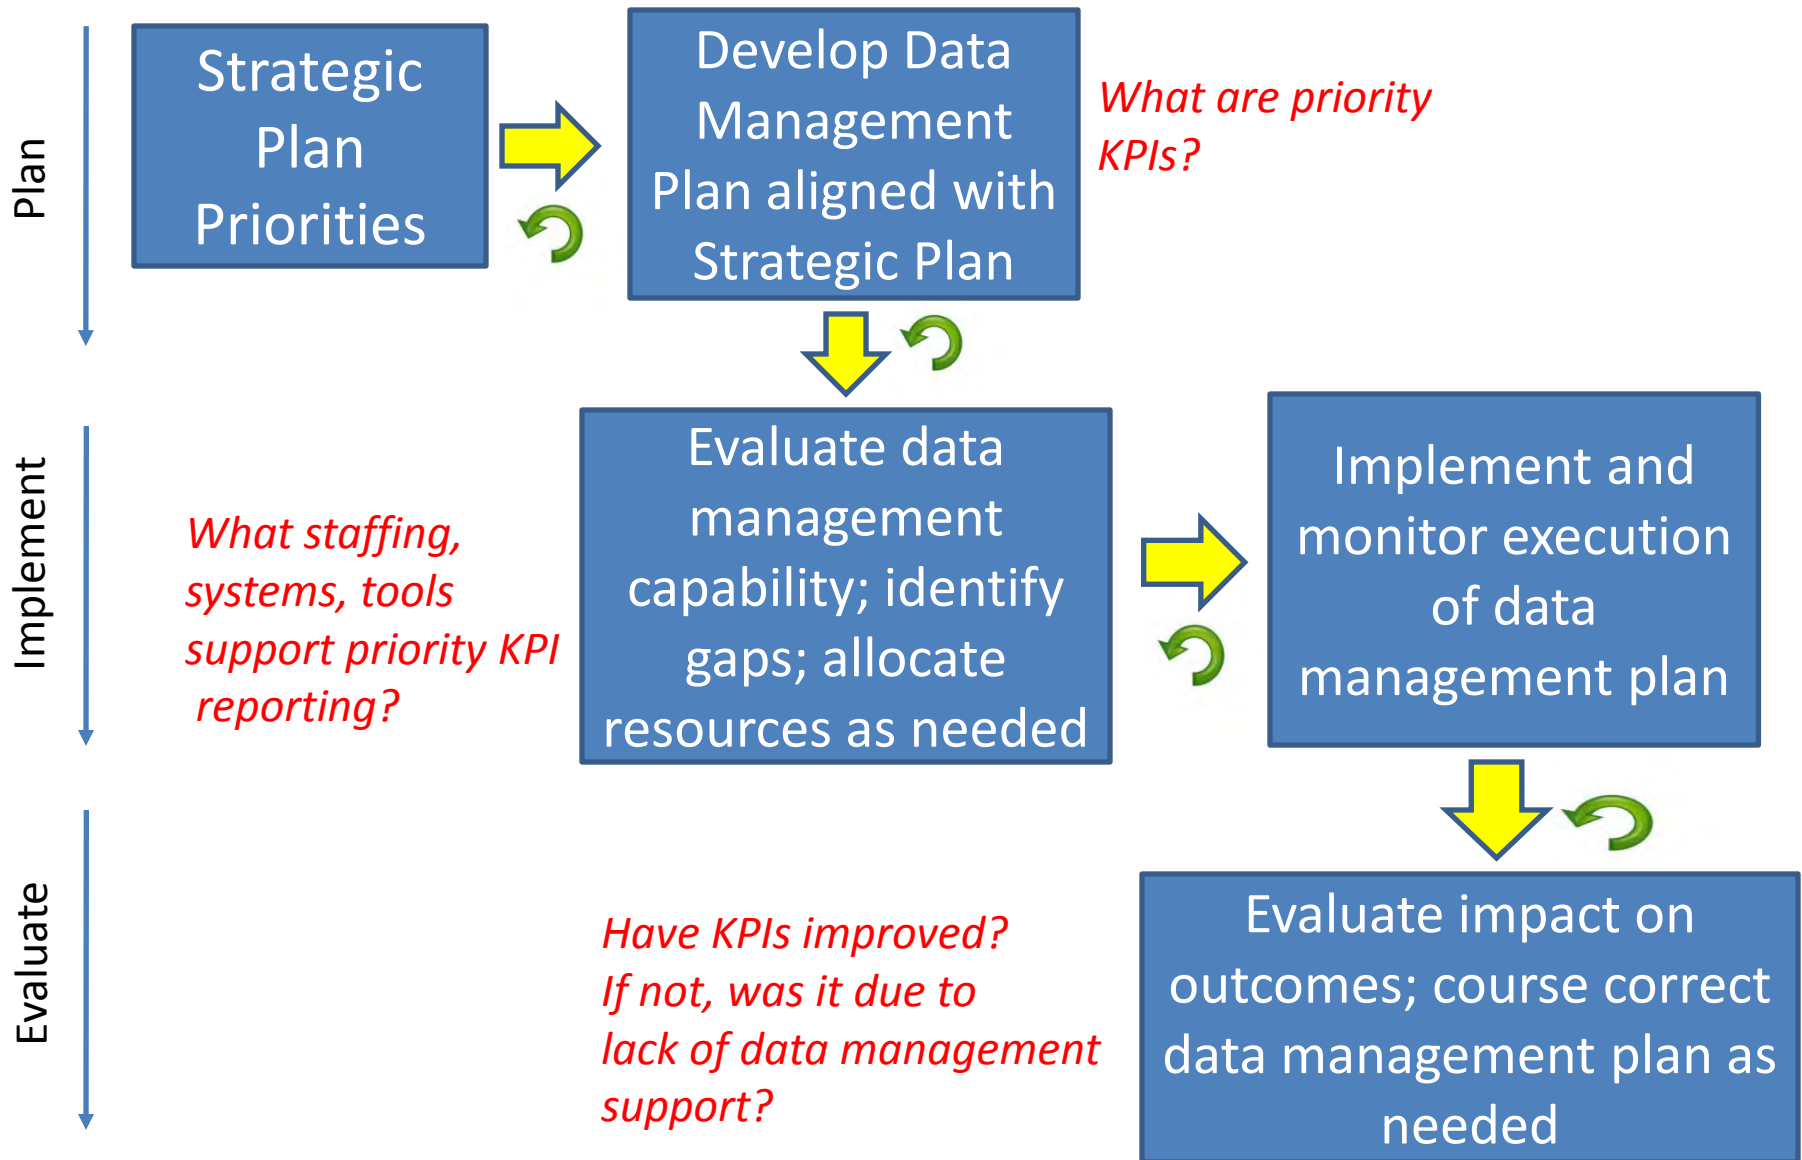 Plan
Strategic
Plan
Priorities
Develop Data
Management
Plan aligned with
Strategic Plan
What are priority
KPIs?
Implement
What staffing,
systems, tools
support priority KPI
reporting?
Evaluate data
management
capability; identify
gaps; allocate
resources as needed
Implement and
monitor execution
of data
management plan
Evaluate
Have KPIs improved?
If not, was it due to
lack of data management
support?
Evaluate impact on
outcomes; course correct
data management plan as
needed